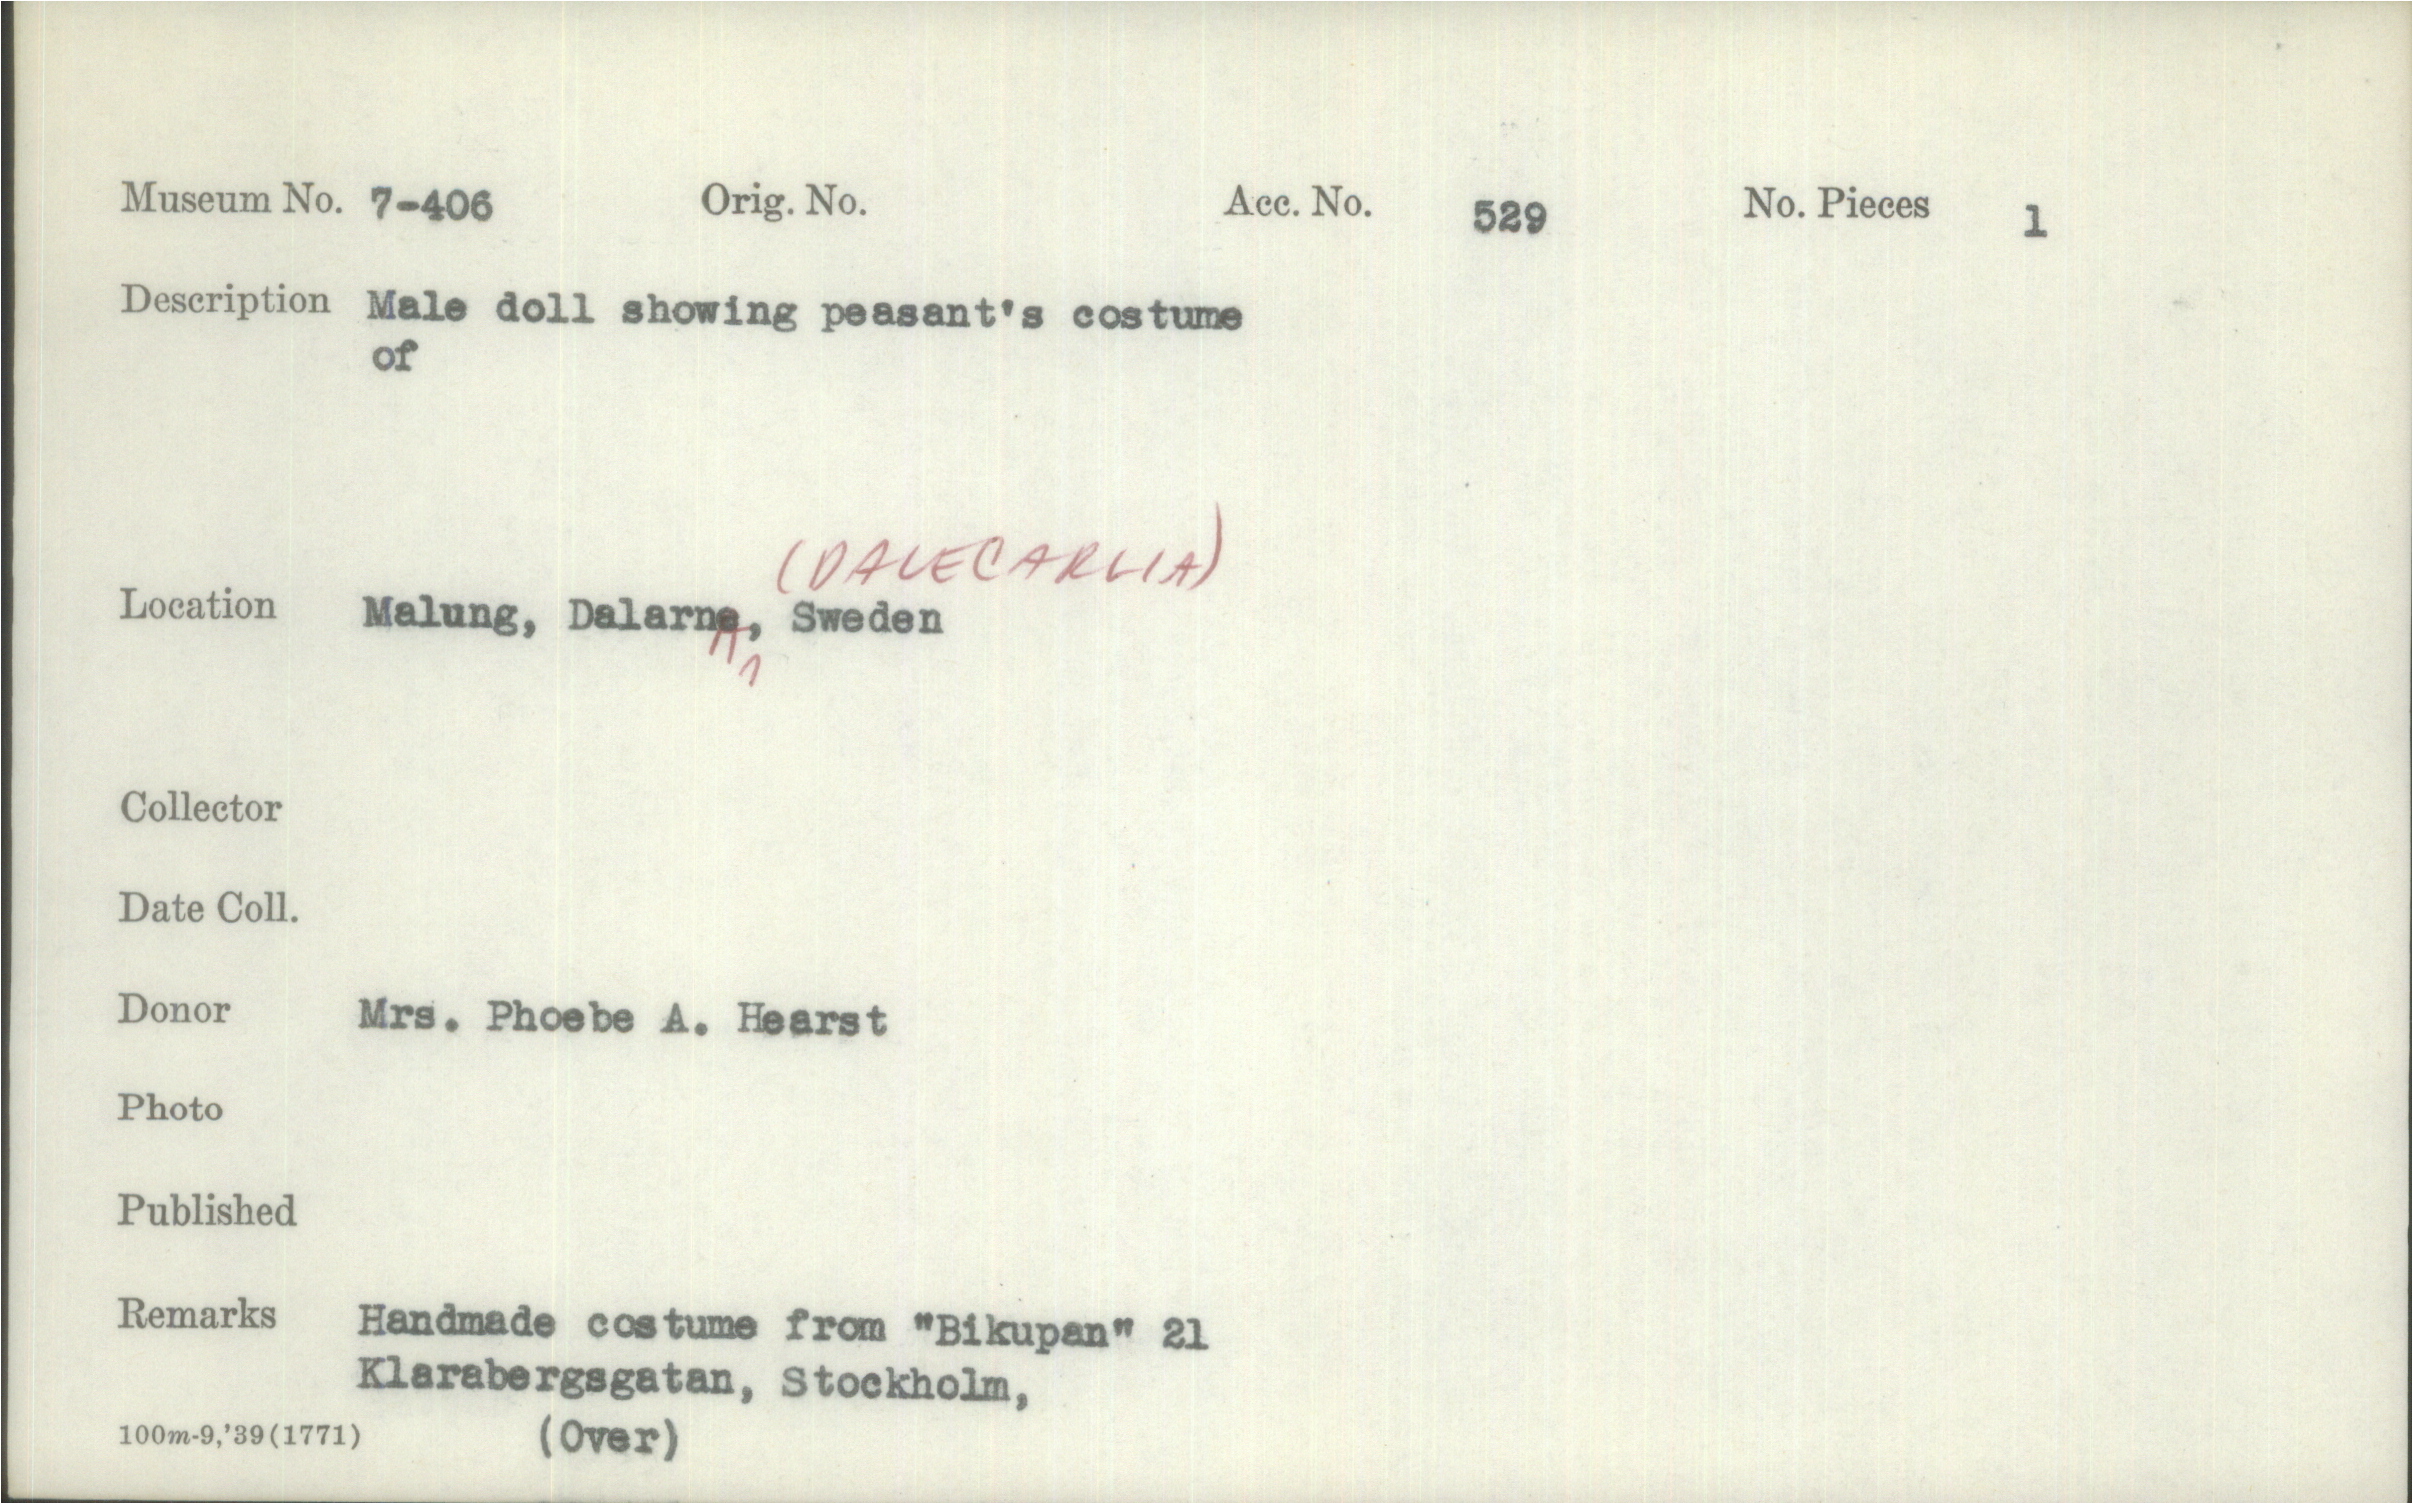 Museum No. 7-406 Orig. No. Acc. No. 529 No. Pieces 1
Description Male doll showing peasant's costume
of
(DALECARLIA)
Location Malung, Dalarne, Sweden
A
Collector
Date Coll.
Donor Mrs. Phoebe A. Hearst
Photo
Published
Remarks Handmade costume from "Bikupan" 21
Klarabergsgatan, Stockholm,
100m-9,'39(1771) (Over)